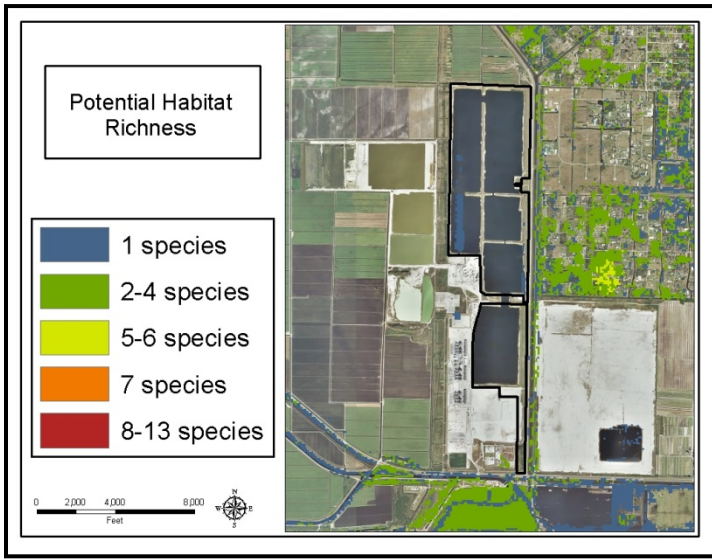 Potential Habitat
Richness
1 species
2-4 species
5-6 species
7 species
8-13 species
0 2,000 4,000 8,000
Feet
N
W E
S